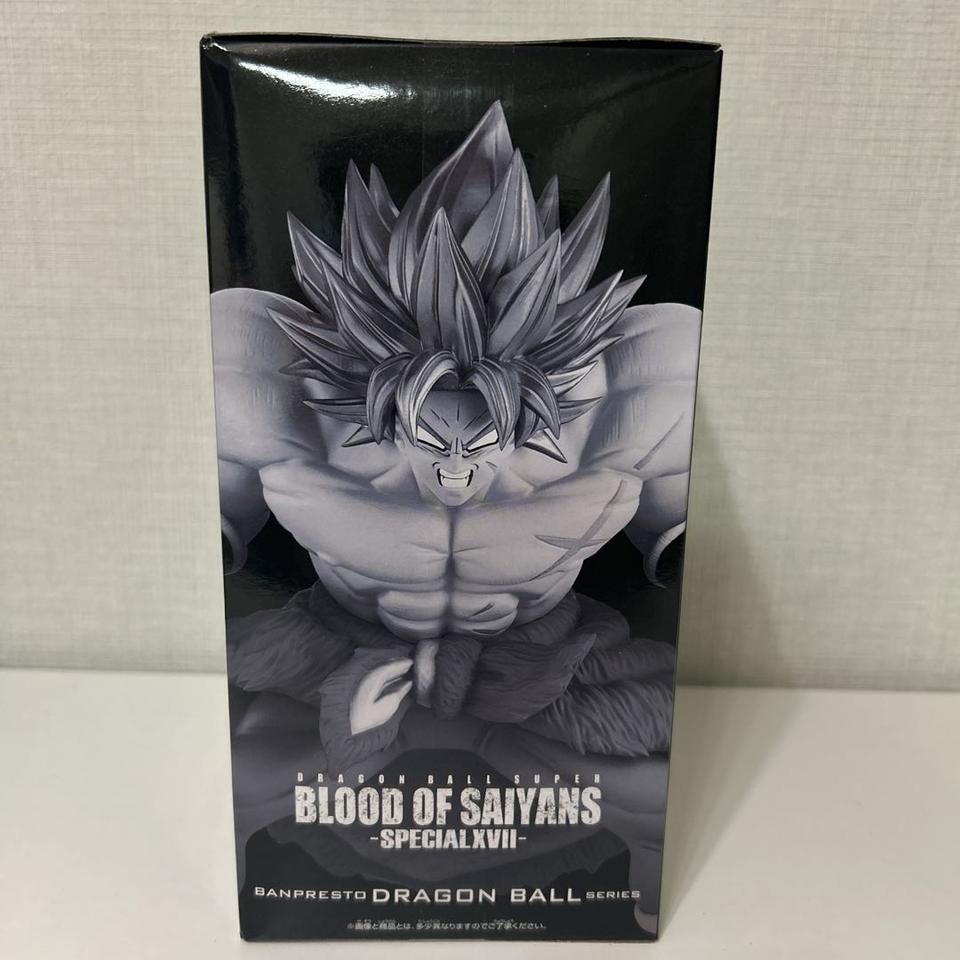 DRAGON BALL SUPER
BLOOD OF SAIYANS
-SPECIALXVII-
BANPRESTO DRAGON BALL SERIES
※画像と商品とは、多少異なりますのでご了承ください。